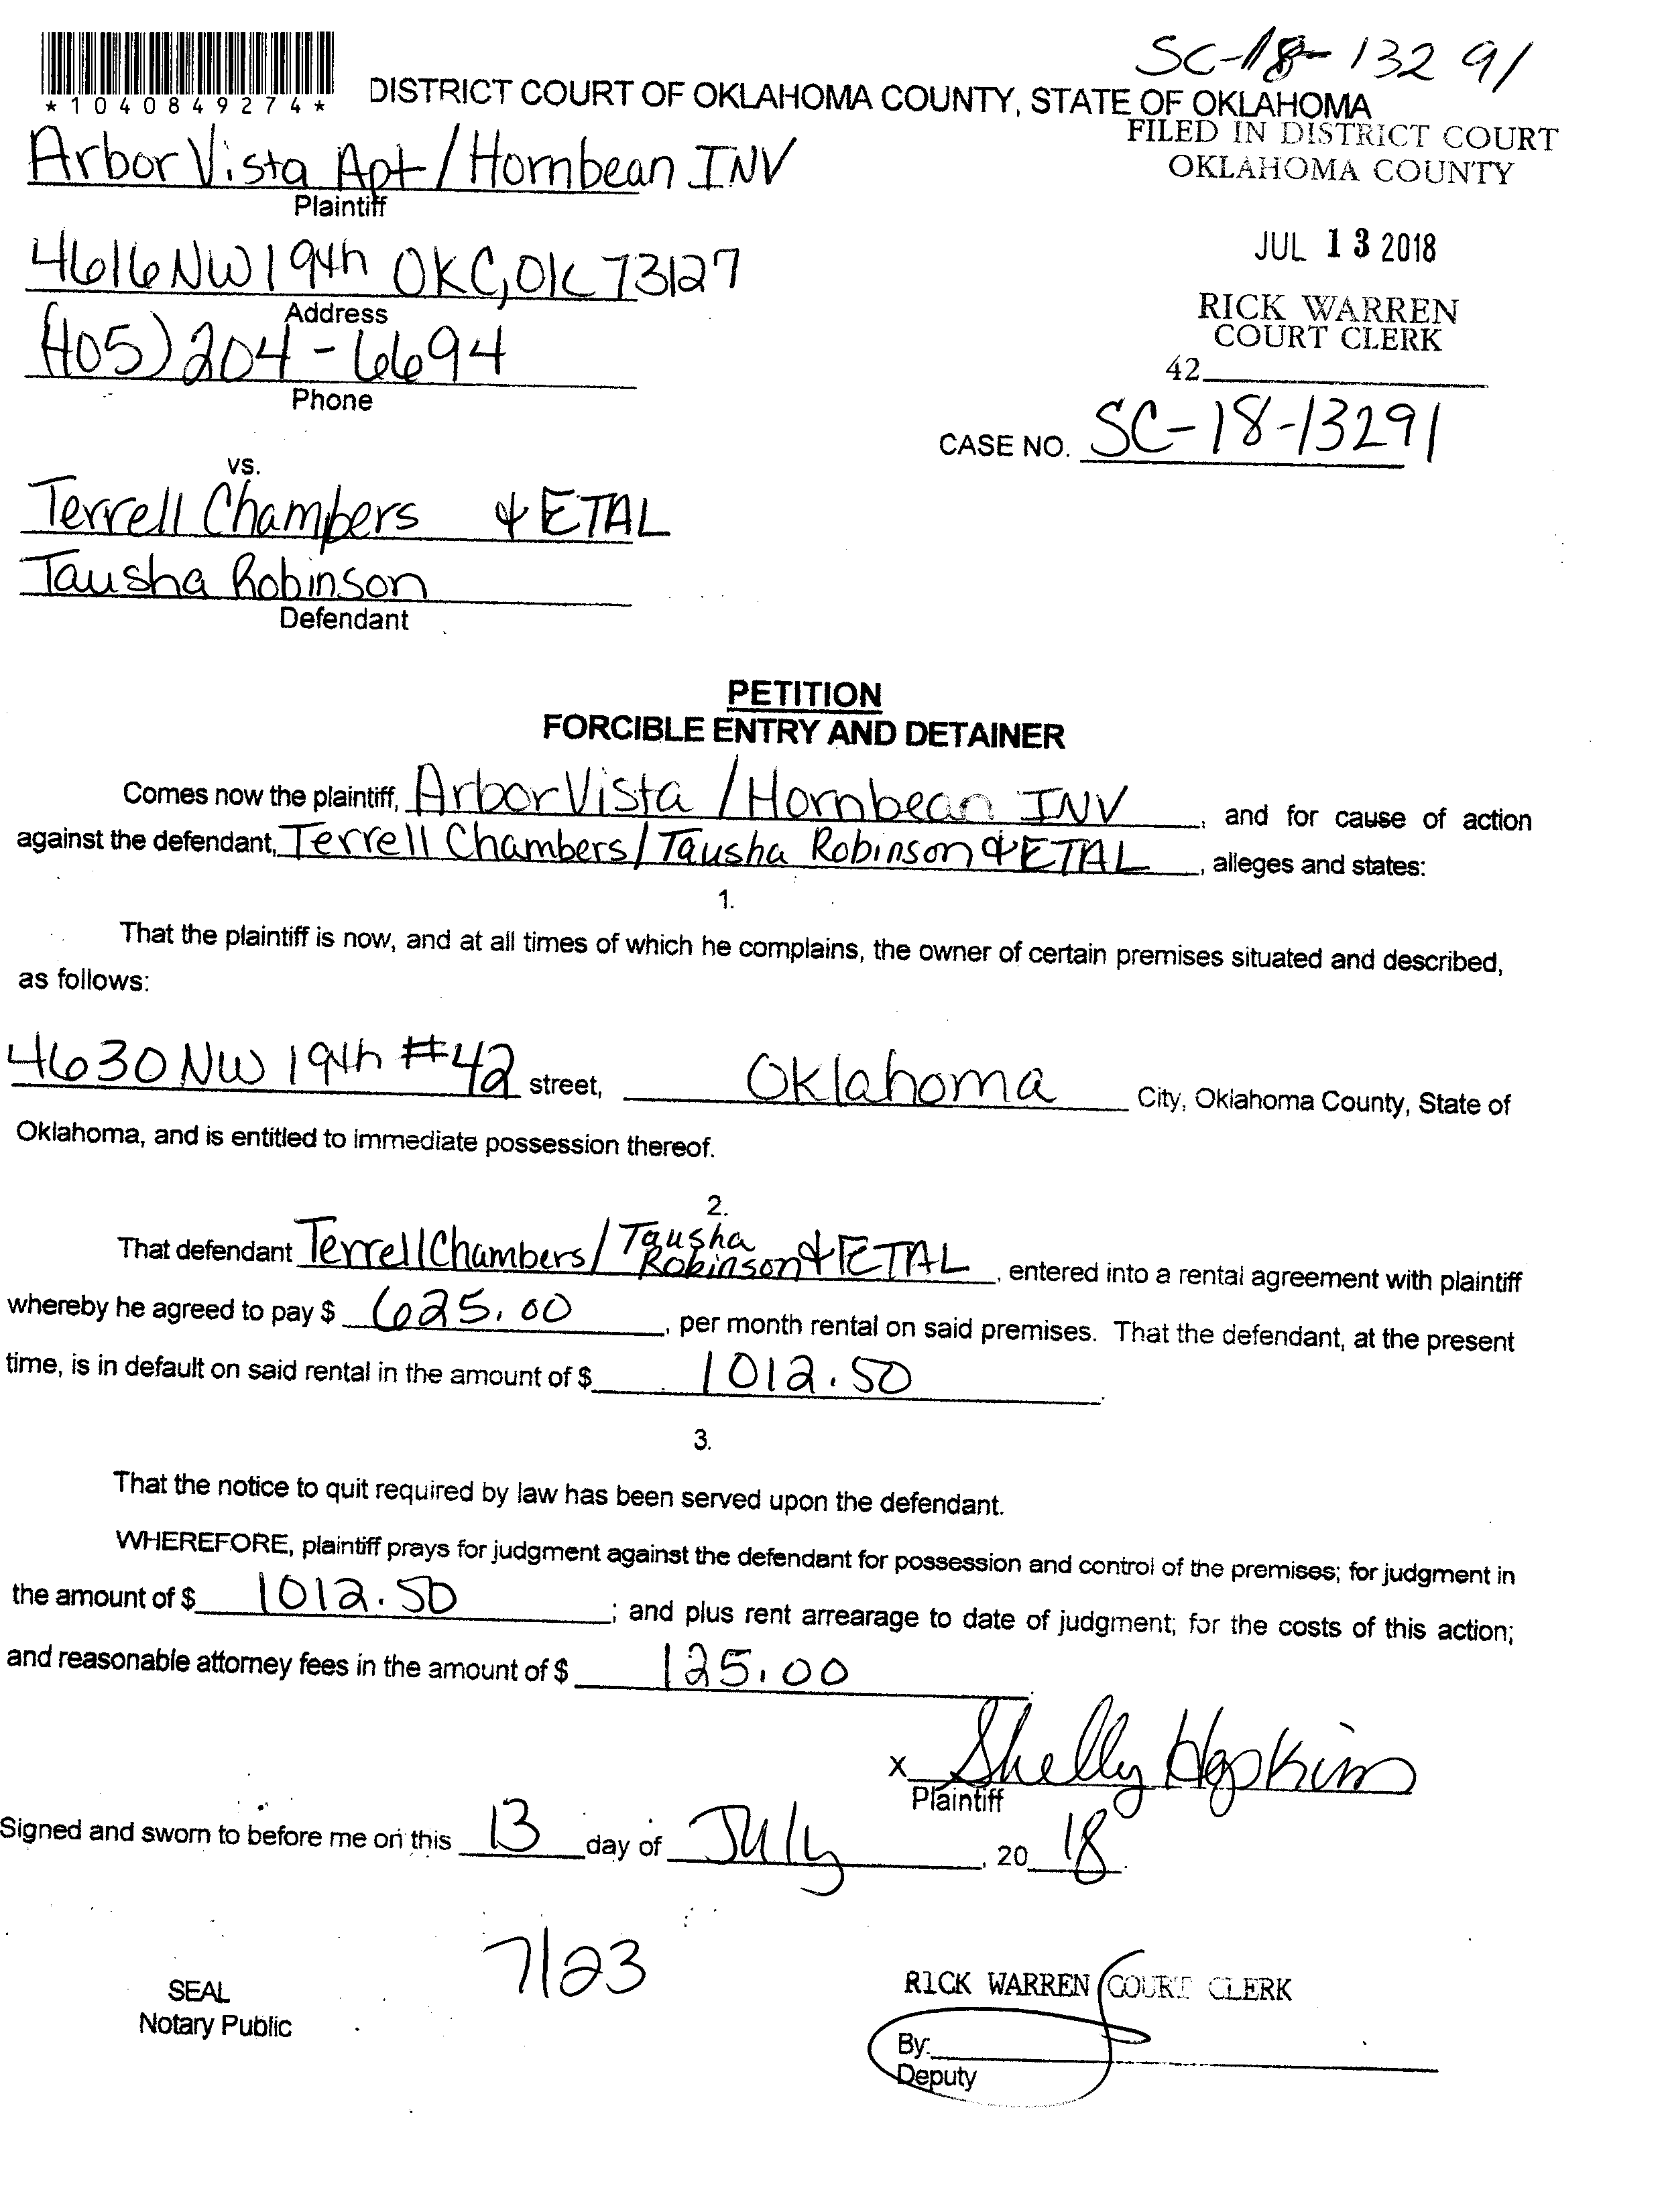 SC-18-13291
*1040849274*
DISTRICT COURT OF OKLAHOMA COUNTY, STATE OF OKLAHOMA
FILED IN DISTRICT COURT
OKLAHOMA COUNTY
Arbor Vista Apt/Hornbean INV
Plaintiff
JUL 13 2018
4616 NW 19th OKC, OK 73127
Address
RICK WARREN
COURT CLERK
(405) 204-6694
42
Phone
CASE NO. SC-18-13291
vs.
Terrell Chambers & ETAL
Tausha Robinson
Defendant
PETITION
FORCIBLE ENTRY AND DETAINER
Comes now the plaintiff, Arbor Vista /Hornbean INV, and for cause of action
against the defendant, Terrell Chambers/Tausha Robinson & ETAL, alleges and states:
1.
That the plaintiff is now, and at all times of which he complains, the owner of certain premises situated and described,
as follows:
4630 NW 19th #42 street, Oklahoma City, Oklahoma County, State of
Oklahoma, and is entitled to immediate possession thereof.
2.
That defendant Terrell Chambers/Tausha Robinson & ETAL, entered into a rental agreement with plaintiff
whereby he agreed to pay $ 625.00, per month rental on said premises. That the defendant, at the present
time, is in default on said rental in the amount of $ 1012.50.
3.
That the notice to quit required by law has been served upon the defendant.
WHEREFORE, plaintiff prays for judgment against the defendant for possession and control of the premises; for judgment in
the amount of $ 1012.50; and plus rent arrearage to date of judgment; for the costs of this action;
and reasonable attorney fees in the amount of $ 125.00.
x Shelly Hopkins
Plaintiff
Signed and sworn to before me on this 13 day of July, 2018.
7/23
SEAL
Notary Public
RICK WARREN COURT CLERK
By:
Deputy